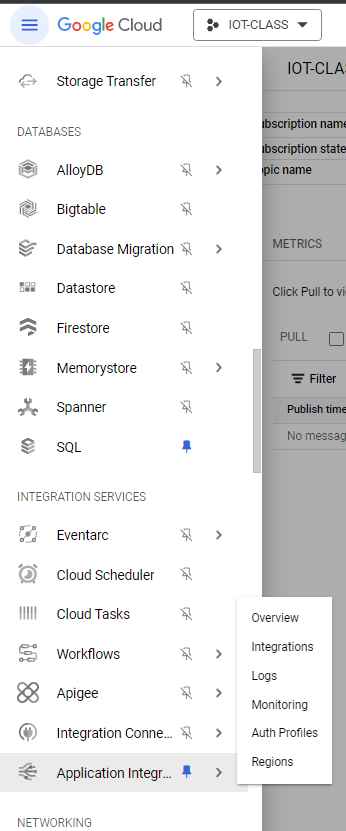 Google Cloud
IOT-CLASS
Storage Transfer
IOT-CLA
DATABASES
ubscription name
ubscription state
opic name
AlloyDB
Bigtable
METRICS
Database Migration
Datastore
Click Pull to vi
Firestore
PULL
Memorystore
Filter
Spanner
Publish time
No messag
SQL
INTEGRATION SERVICES
Eventarc
Cloud Scheduler
Cloud Tasks
Workflows
Apigee
Integration Conne...
Application Integr...
Overview
Integrations
Logs
Monitoring
Auth Profiles
Regions
NETWORKING